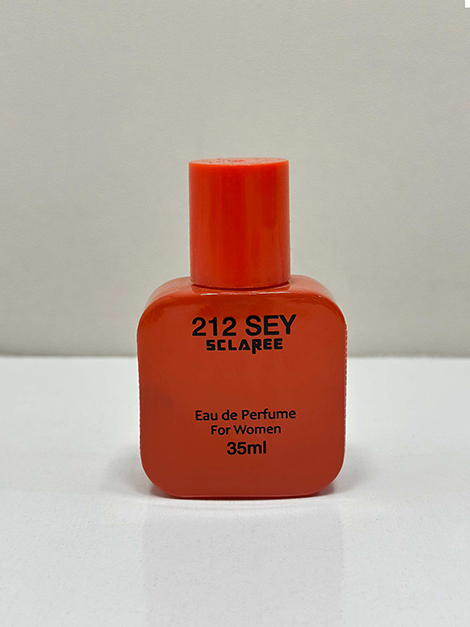 212 SEY
SCLAREE
Eau de Perfume
For Women
35ml